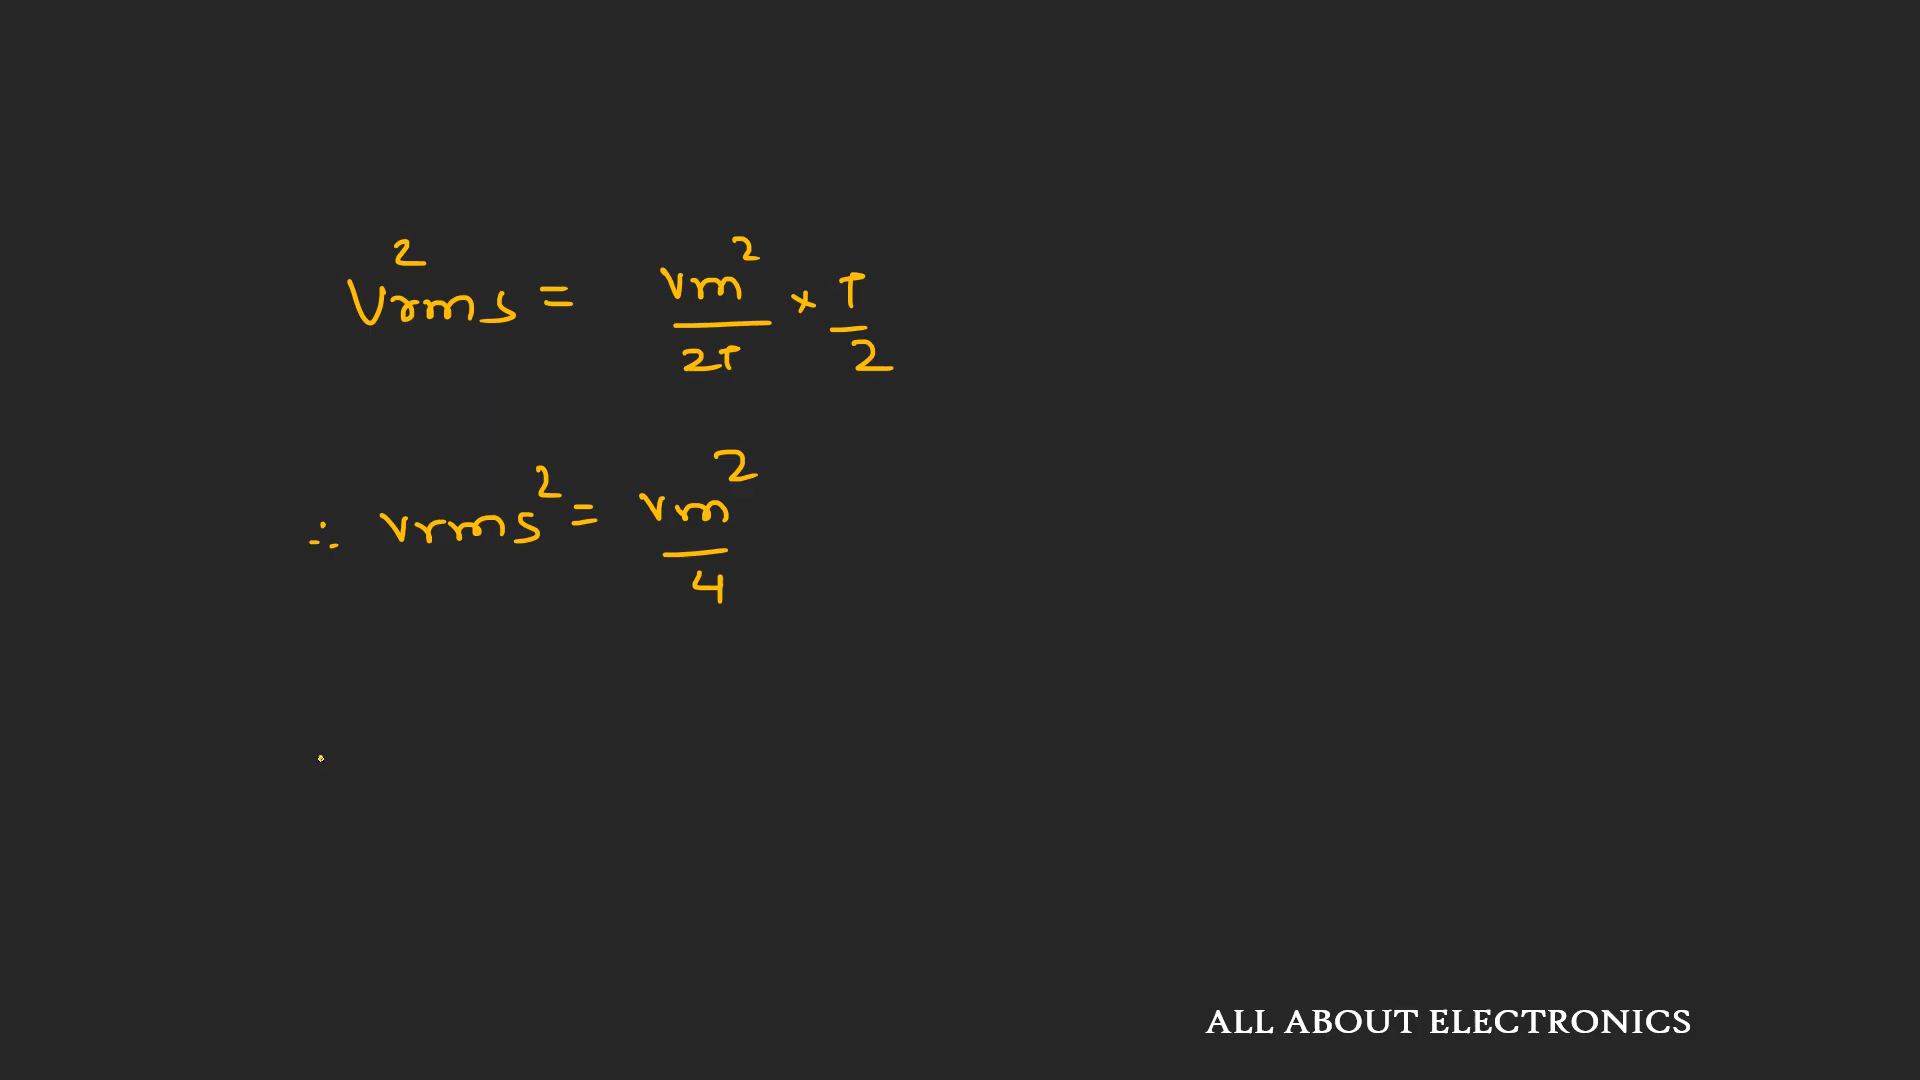 Vrms² = vm²/2T × T/2
∴ vrms² = vm²/4
ALL ABOUT ELECTRONICS